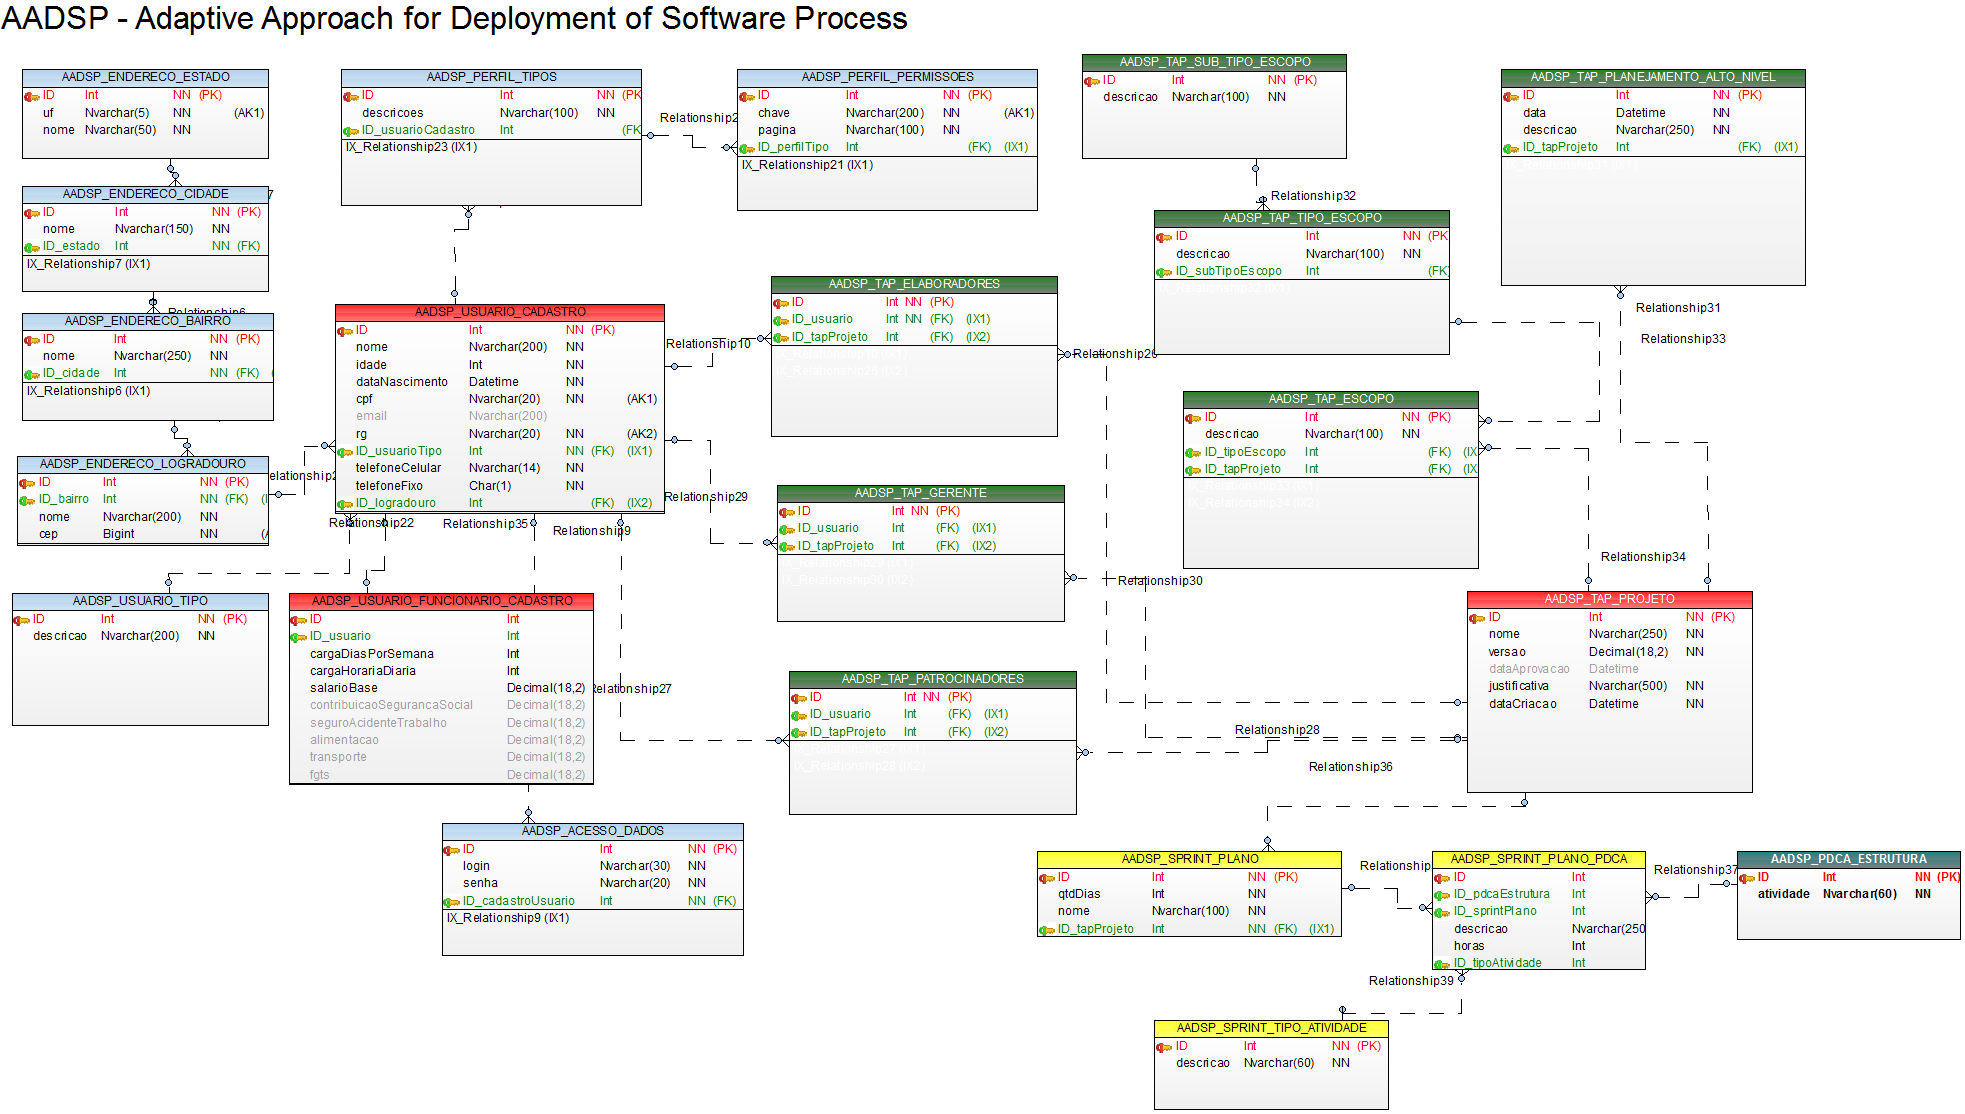 AADSP - Adaptive Approach for Deployment of Software Process
AADSP_ENDERECO_ESTADO
ID Int NN (PK)
uf Nvarchar(5) NN (AK1)
nome Nvarchar(50) NN
AADSP_ENDERECO_CIDADE
7
ID Int NN (PK)
nome Nvarchar(150) NN
ID_estado Int NN (FK)
IX_Relationship7 (IX1)
Relationship6
AADSP_ENDERECO_BAIRRO
ID Int NN (PK)
nome Nvarchar(250) NN
ID_cidade Int NN (FK) (
IX_Relationship6 (IX1)
AADSP_ENDERECO_LOGRADOURO
ID Int NN (PK)
ID_bairro Int NN (FK) (I
nome Nvarchar(200) NN
cep Bigint NN (A
elationship2
AADSP_PERFIL_TIPOS
ID Int NN (PK
descricoes Nvarchar(100) NN
ID_usuarioCadastro Int (FK
IX_Relationship23 (IX1)
Relationship2
AADSP_PERFIL_PERMISSOES
ID Int NN (PK)
chave Nvarchar(200) NN (AK1)
pagina Nvarchar(100) NN
ID_perfilTipo Int (FK) (IX1)
IX_Relationship21 (IX1)
AADSP_TAP_SUB_TIPO_ESCOPO
ID Int NN (PK)
descricao Nvarchar(100) NN
Relationship32
AADSP_TAP_TIPO_ESCOPO
ID Int NN (PK
descricao Nvarchar(100) NN
ID_subTipoEscopo Int (FK)
AADSP_TAP_PLANEJAMENTO_ALTO_NIVEL
ID Int NN (PK)
data Datetime NN
descricao Nvarchar(250) NN
ID_tapProjeto Int (FK) (IX1)
Relationship31
Relationship33
AADSP_USUARIO_CADASTRO
ID Int NN (PK)
nome Nvarchar(200) NN
idade Int NN
dataNascimento Datetime NN
cpf Nvarchar(20) NN (AK1)
email Nvarchar(200)
rg Nvarchar(20) NN (AK2)
ID_usuarioTipo Int NN (FK) (IX1)
telefoneCelular Nvarchar(14) NN
telefoneFixo Char(1) NN
ID_logradouro Int (FK) (IX2)
Relationship10
Relationship29
Relationship22
Relationship35
Relationship9
AADSP_TAP_ELABORADORES
ID Int NN (PK)
ID_usuario Int NN (FK) (IX1)
ID_tapProjeto Int (FK) (IX2)
IX_Relationship10 (IX1)
IX_Relationship26 (IX2)
Relationship26
AADSP_TAP_ESCOPO
ID Int NN (PK)
descricao Nvarchar(100) NN
ID_tipoEscopo Int (FK) (IX
ID_tapProjeto Int (FK) (IX
IX_Relationship33 (IX1)
IX_Relationship34 (IX2)
Relationship34
AADSP_TAP_GERENTE
ID Int NN (PK)
ID_usuario Int (FK) (IX1)
ID_tapProjeto Int (FK) (IX2)
IX_Relationship29 (IX1)
IX_Relationship30 (IX2)
Relationship30
AADSP_USUARIO_TIPO
ID Int NN (PK)
descricao Nvarchar(200) NN
AADSP_USUARIO_FUNCIONARIO_CADASTRO
ID Int
ID_usuario Int
cargaDiasPorSemana Int
cargaHorariaDiaria Int
salarioBase Decimal(18,2)
contribuicaoSegurancaSocial Decimal(18,2)
seguroAcidenteTrabalho Decimal(18,2)
alimentacao Decimal(18,2)
transporte Decimal(18,2)
fgts Decimal(18,2)
Relationship27
AADSP_TAP_PATROCINADORES
ID Int NN (PK)
ID_usuario Int (FK) (IX1)
ID_tapProjeto Int (FK) (IX2)
IX_Relationship27 (IX1)
IX_Relationship28 (IX2)
Relationship28
Relationship36
AADSP_TAP_PROJETO
ID Int NN (PK)
nome Nvarchar(250) NN
versao Decimal(18,2) NN
dataAprovacao Datetime
justificativa Nvarchar(500) NN
dataCriacao Datetime NN
AADSP_ACESSO_DADOS
ID Int NN (PK)
login Nvarchar(30) NN
senha Nvarchar(20) NN
ID_cadastroUsuario Int NN (FK)
IX_Relationship9 (IX1)
AADSP_SPRINT_PLANO
ID Int NN (PK)
qtdDias Int NN
nome Nvarchar(100) NN
ID_tapProjeto Int NN (FK) (IX1)
Relationship
AADSP_SPRINT_PLANO_PDCA
ID Int
ID_pdcaEstrutura Int
ID_sprintPlano Int
descricao Nvarchar(250
horas Int
ID_tipoAtividade Int
Relationship37
AADSP_PDCA_ESTRUTURA
ID Int NN (PK)
atividade Nvarchar(60) NN
Relationship39
AADSP_SPRINT_TIPO_ATIVIDADE
ID Int NN (PK)
descricao Nvarchar(60) NN